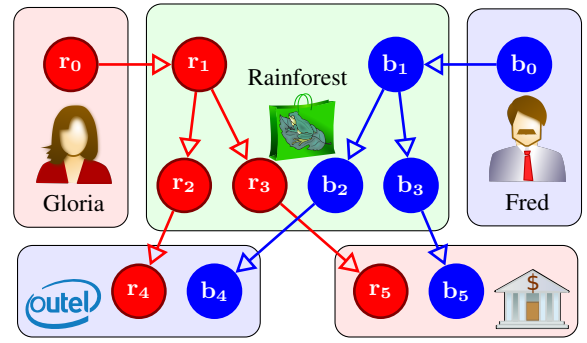 r₀ r₁ b₁ b₀
Rainforest
r₂ r₃ b₂ b₃
Gloria Fred
outel r₄ b₄ r₅ b₅ $